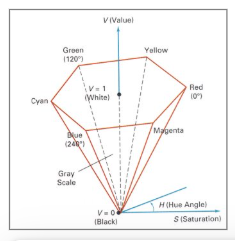 V (Value)
Green
(120°)
Yellow
V = 1
(White)
Red
(0°)
Cyan
Blue
(240°)
Magenta
Gray
Scale
H (Hue Angle)
V = 0
(Black)
S (Saturation)